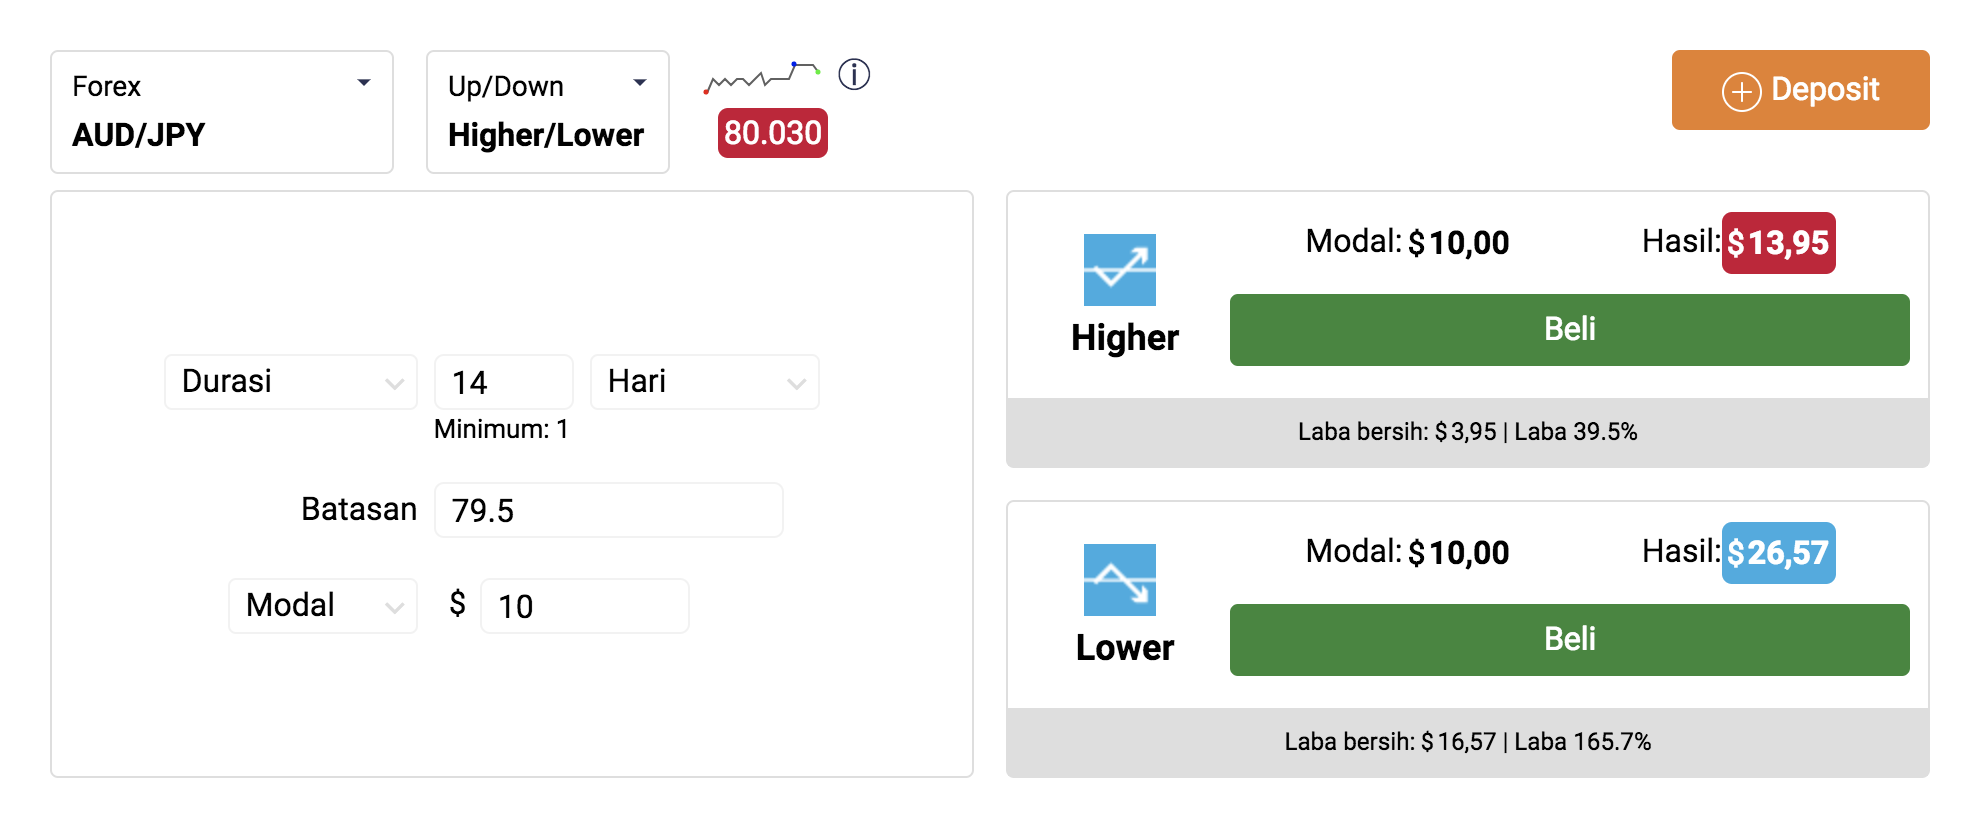 Forex
AUD/JPY
Up/Down
Higher/Lower
80.030
Deposit
Durasi
14
Hari
Minimum: 1
Batasan
79.5
Modal
$
10
Higher
Modal: $10,00
Hasil: $13,95
Beli
Laba bersih: $3,95 | Laba 39.5%
Lower
Modal: $10,00
Hasil: $26,57
Beli
Laba bersih: $16,57 | Laba 165.7%